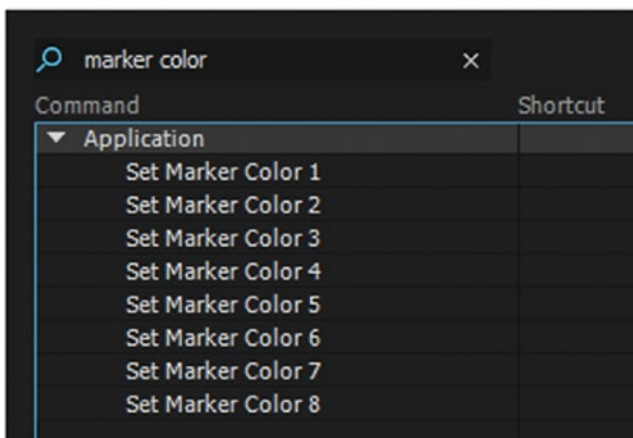 marker color
Command Shortcut
Application
Set Marker Color 1
Set Marker Color 2
Set Marker Color 3
Set Marker Color 4
Set Marker Color 5
Set Marker Color 6
Set Marker Color 7
Set Marker Color 8